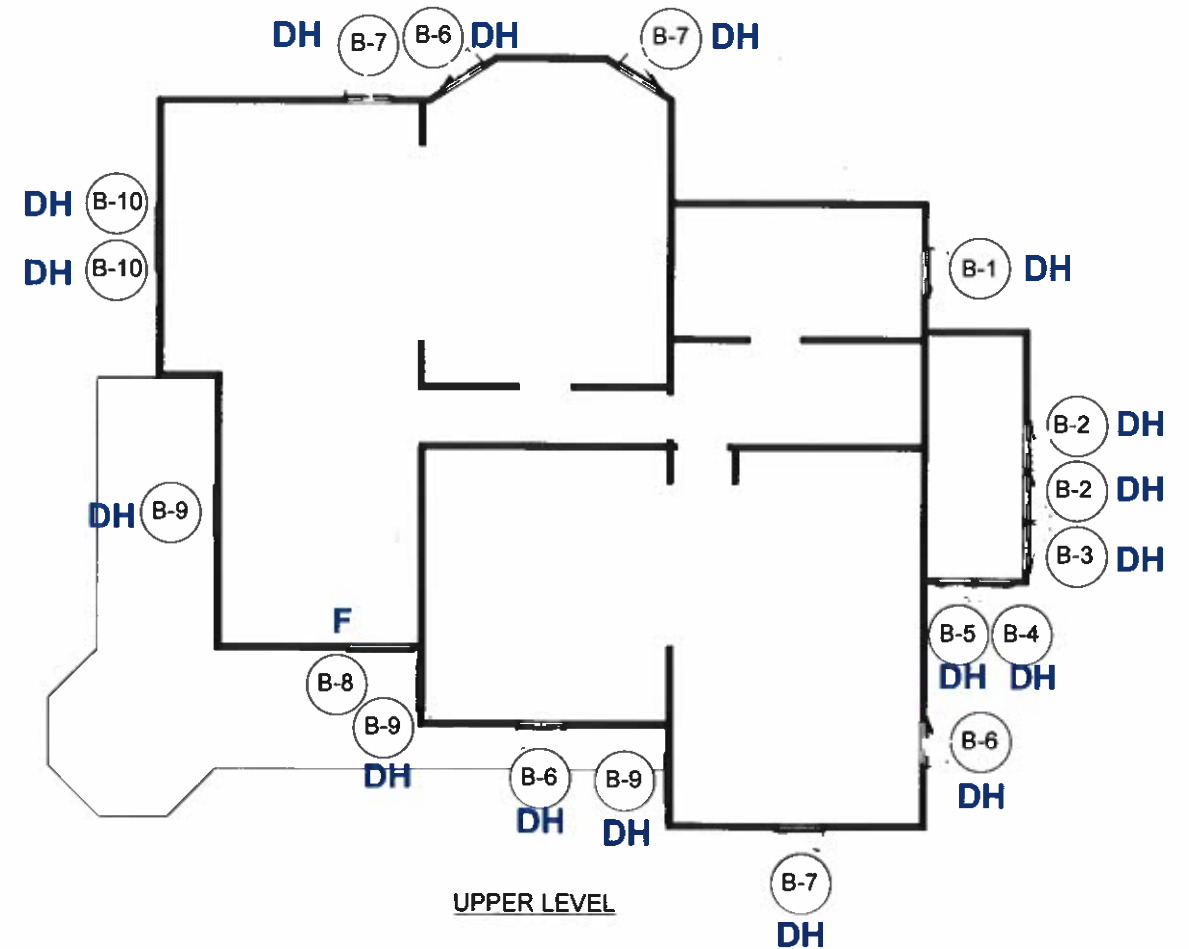 DH B-7 B-6 DH B-7 DH
DH B-10
DH B-10
B-1 DH
B-2 DH
B-2 DH
B-3 DH
DH B-9
F
B-8
B-5 B-4
DH DH
B-9
DH
B-6
DH
B-6
DH
B-9
DH
B-7
DH
UPPER LEVEL